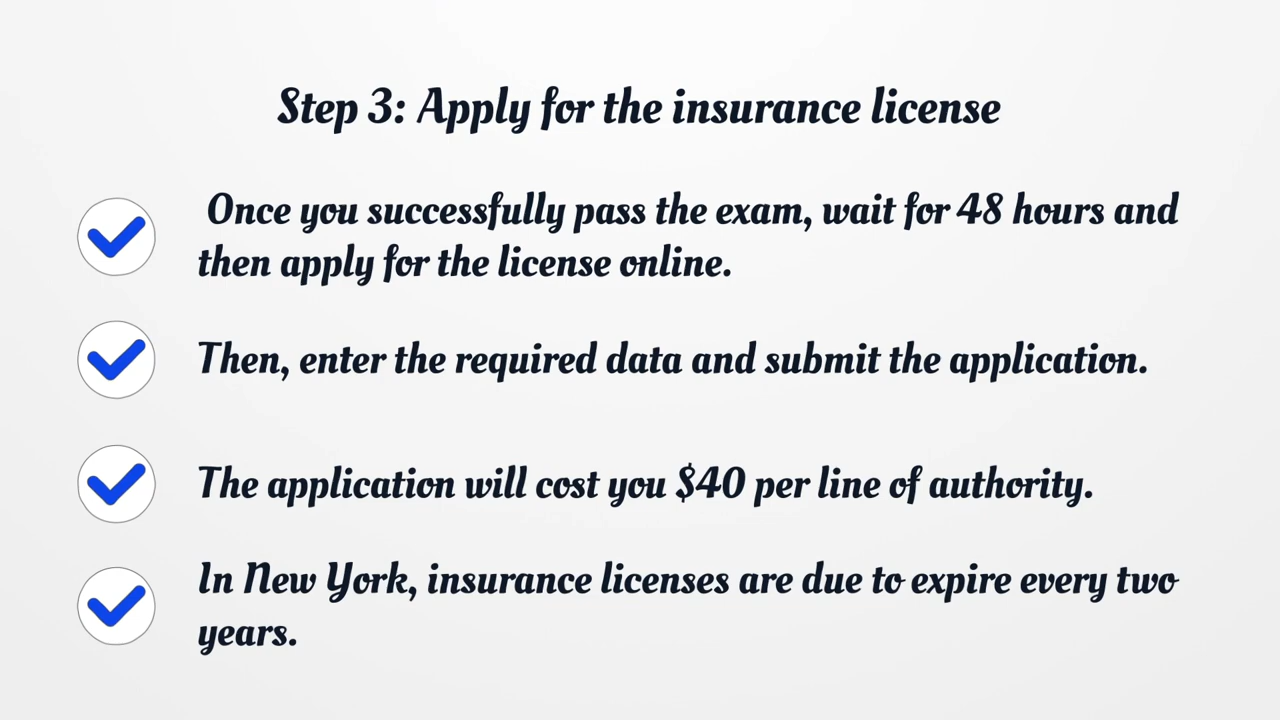 Step 3: Apply for the insurance license
Once you successfully pass the exam, wait for 48 hours and
then apply for the license online.
Then, enter the required data and submit the application.
The application will cost you $40 per line of authority.
In New York, insurance licenses are due to expire every two
years.